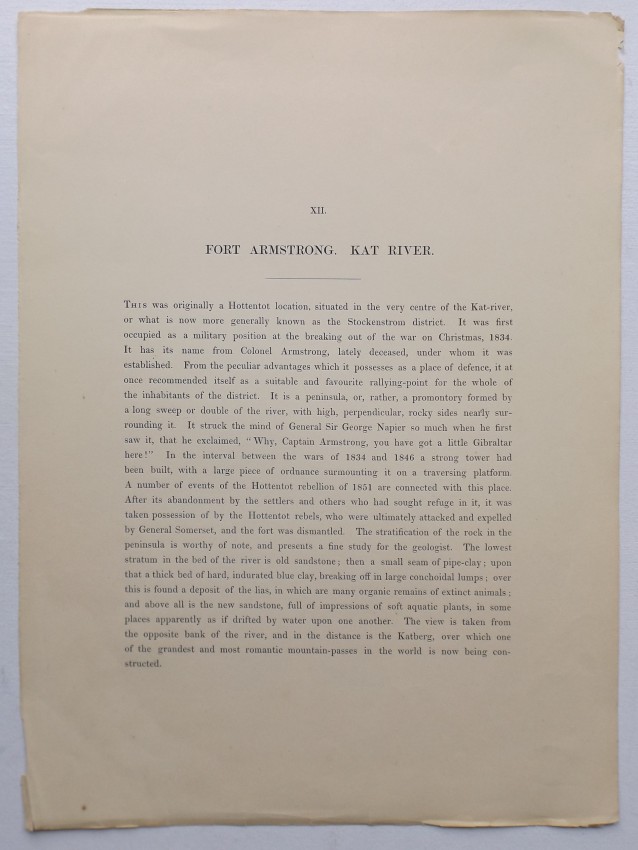 XII.
FORT ARMSTRONG. KAT RIVER.
THIS was originally a Hottentot location, situated in the very centre of the Kat-river,
or what is now more generally known as the Stockenstrom district. It was first
occupied as a military position at the breaking out of the war on Christmas, 1834.
It has its name from Colonel Armstrong, lately deceased, under whom it was
established. From the peculiar advantages which it possesses as a place of defence, it at
once recommended itself as a suitable and favourite rallying-point for the whole of
the inhabitants of the district. It is a peninsula, or, rather, a promontory formed by
a long sweep or double of the river, with high, perpendicular, rocky sides nearly sur-
rounding it. It struck the mind of General Sir George Napier so much when he first
saw it, that he exclaimed, "Why, Captain Armstrong, you have got a little Gibraltar
here!" In the interval between the wars of 1834 and 1846 a strong tower had
been built, with a large piece of ordnance surmounting it on a traversing platform.
A number of events of the Hottentot rebellion of 1851 are connected with this place.
After its abandonment by the settlers and others who had sought refuge in it, it was
taken possession of by the Hottentot rebels, who were ultimately attacked and expelled
by General Somerset, and the fort was dismantled. The stratification of the rock in the
peninsula is worthy of note, and presents a fine study for the geologist. The lowest
stratum in the bed of the river is old sandstone; then a small seam of pipe-clay; upon
that a thick bed of hard, indurated blue clay, breaking off in large conchoidal lumps; over
this is found a deposit of the lias, in which are many organic remains of extinct animals;
and above all is the new sandstone, full of impressions of soft aquatic plants, in some
places apparently as if drifted by water upon one another. The view is taken from
the opposite bank of the river, and in the distance is the Katberg, over which one
of the grandest and most romantic mountain-passes in the world is now being con-
structed.